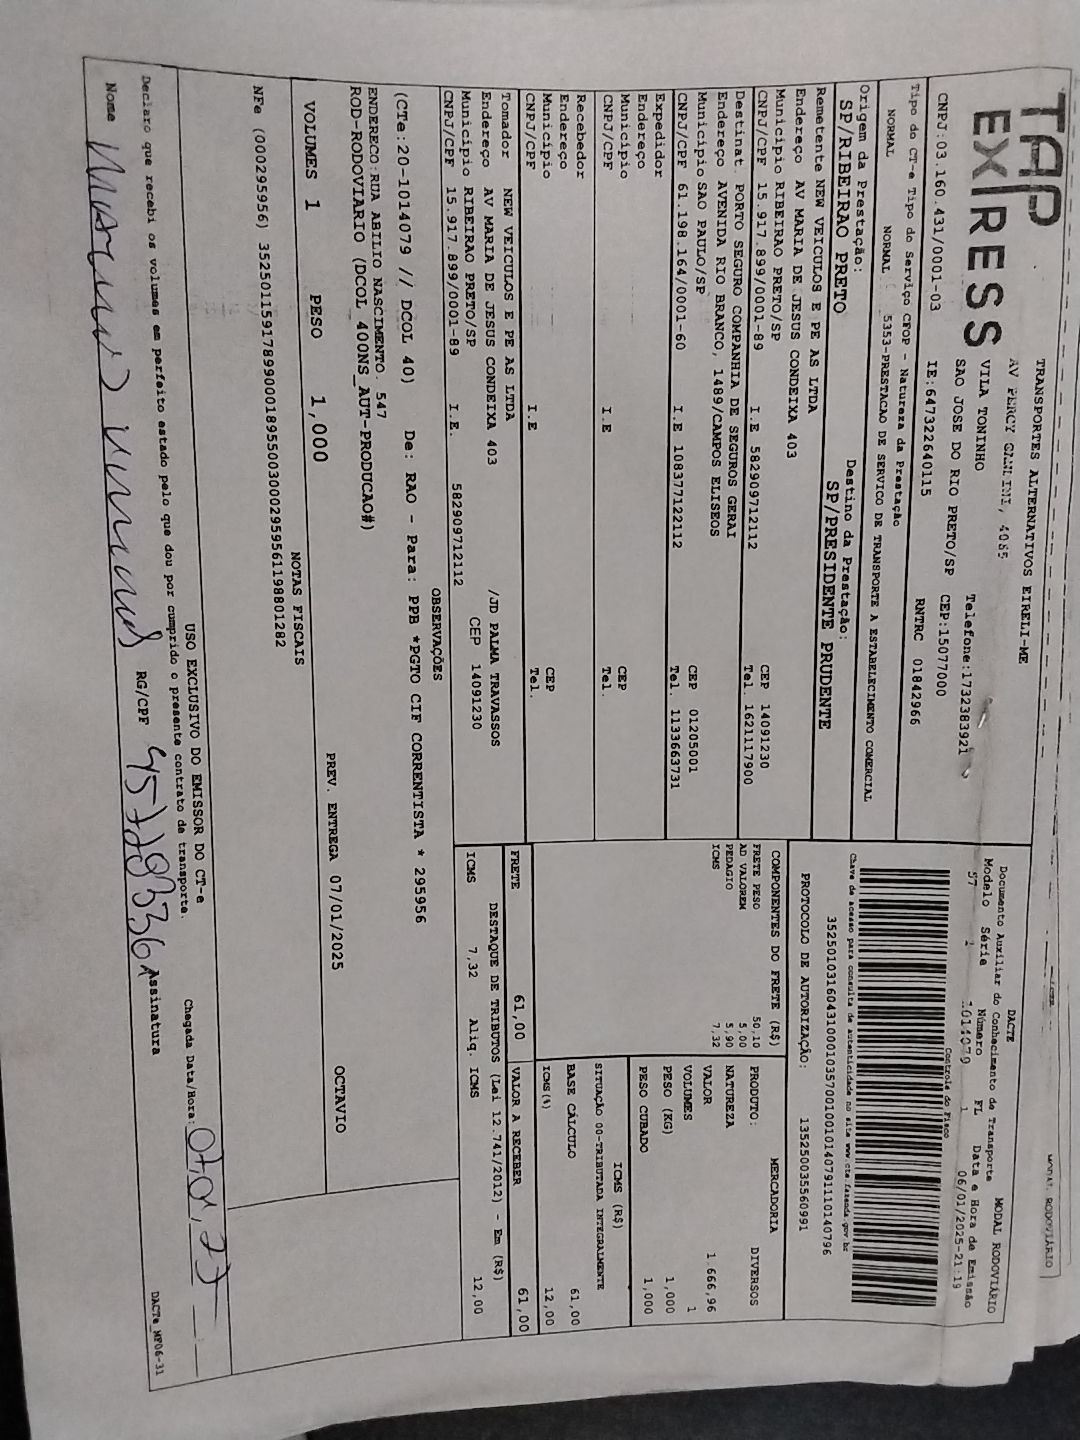 TAP
EXPRESS
TRANSPORTES ALTERNATIVOS EIRELI-ME
AV PERCY GANLINI, 4085
VILA TONINHO
SAO JOSE DO RIO PRETO/SP CEP:15077000
Telefone:1732383921
CNPJ:03.160.431/0001-03 IE:647322640115 RNTRC 01842966
Tipo do CT-e Tipo do Serviço CFOP - Natureza da Prestação
NORMAL NORMAL 5353-PRESTACAO DE SERVICO DE TRANSPORTE A ESTABELECIMENTO COMERCIAL
Origem da Prestação: Destino da Prestação:
SP/RIBEIRAO PRETO SP/PRESIDENTE PRUDENTE
MODAL RODOVIÁRIO
DACTE MODAL RODOVIÁRIO
Documento Auxiliar do Conhecimento de Transporte
Modelo Série Número FL Data e Hora de Emissão
57 1 1014079 1 06/01/2025-21:19
Controle do Fisco
Chave de acesso para consulta de autenticidade no site www.cte.fazenda.gov.br
35250103160431000103570010010140791110140796
PROTOCOLO DE AUTORIZAÇÃO: 135250035560991
Remetente NEW VEICULOS E PE AS LTDA
Endereço AV MARIA DE JESUS CONDEIXA 403
Município RIBEIRAO PRETO/SP CEP 14091230
CNPJ/CPF 15.917.899/0001-89 I.E 582909712112 Tel. 1621117900
Destinat. PORTO SEGURO COMPANHIA DE SEGUROS GERAI
Endereço AVENIDA RIO BRANCO, 1489/CAMPOS ELISEOS
Município SAO PAULO/SP CEP 01205001
CNPJ/CPF 61.198.164/0001-60 I.E 108377122112 Tel. 1133663731
Expedidor
Endereço
Município CEP
CNPJ/CPF I.E Tel.
Recebedor
Endereço
Município CEP
CNPJ/CPF I.E Tel.
Tomador NEW VEICULOS E PE AS LTDA
Endereço AV MARIA DE JESUS CONDEIXA 403 /JD PALMA TRAVASSOS
Município RIBEIRAO PRETO/SP CEP 14091230
CNPJ/CPF 15.917.899/0001-89 I.E. 582909712112
COMPONENTES DO FRETE (R$)
FRETE PESO 50,10
AD VALOREM 5,00
PEDAGIO 5,90
ICMS 7,32
MERCADORIA
PRODUTO: DIVERSOS
NATUREZA
VALOR 1.666,96
VOLUMES 1
PESO (KG) 1,000
PESO CUBADO 1,000
ICMS (R$)
SITUAÇÃO 00-TRIBUTADA INTEGRALMENTE
BASE CÁLCULO 61,00
ICMS(%) 12,00
FRETE 61,00 VALOR A RECEBER 61,00
DESTAQUE DE TRIBUTOS (Lei 12.741/2012) - Em (R$)
ICMS 7,32 Aliq. ICMS 12,00
OBSERVAÇÕES
(CTe:20-1014079 // DCOL 40) De: RAO - Para: PPB *PGTO CIF CORRENTISTA * 295956
ENDERECO:RUA ABILIO NASCIMENTO, 547
ROD-RODOVIARIO (DCOL 40ONS_AUT-PRODUCAO#)
VOLUMES 1 PESO 1,000 PREV. ENTREGA 07/01/2025 OCTAVIO
NOTAS FISCAIS
NFe (000295956) 35250115917899000189550030002959561198801282
USO EXCLUSIVO DO EMISSOR DO CT-e
Declaro que recebi os volumes em perfeito estado pelo que dou por cumprido o presente contrato de transporte.
Chegada Data/Hora:
Nome RG/CPF Assinatura
DACTe_MP06-31